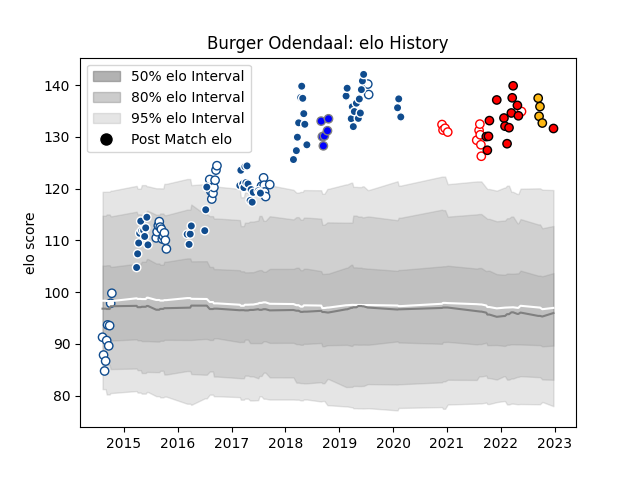 Burger Odendaal: elo History
50% elo Interval
80% elo Interval
95% elo Interval
Post Match elo
elo score
140
130
120
110
100
90
80
2015
2016
2017
2018
2019
2020
2021
2022
2023